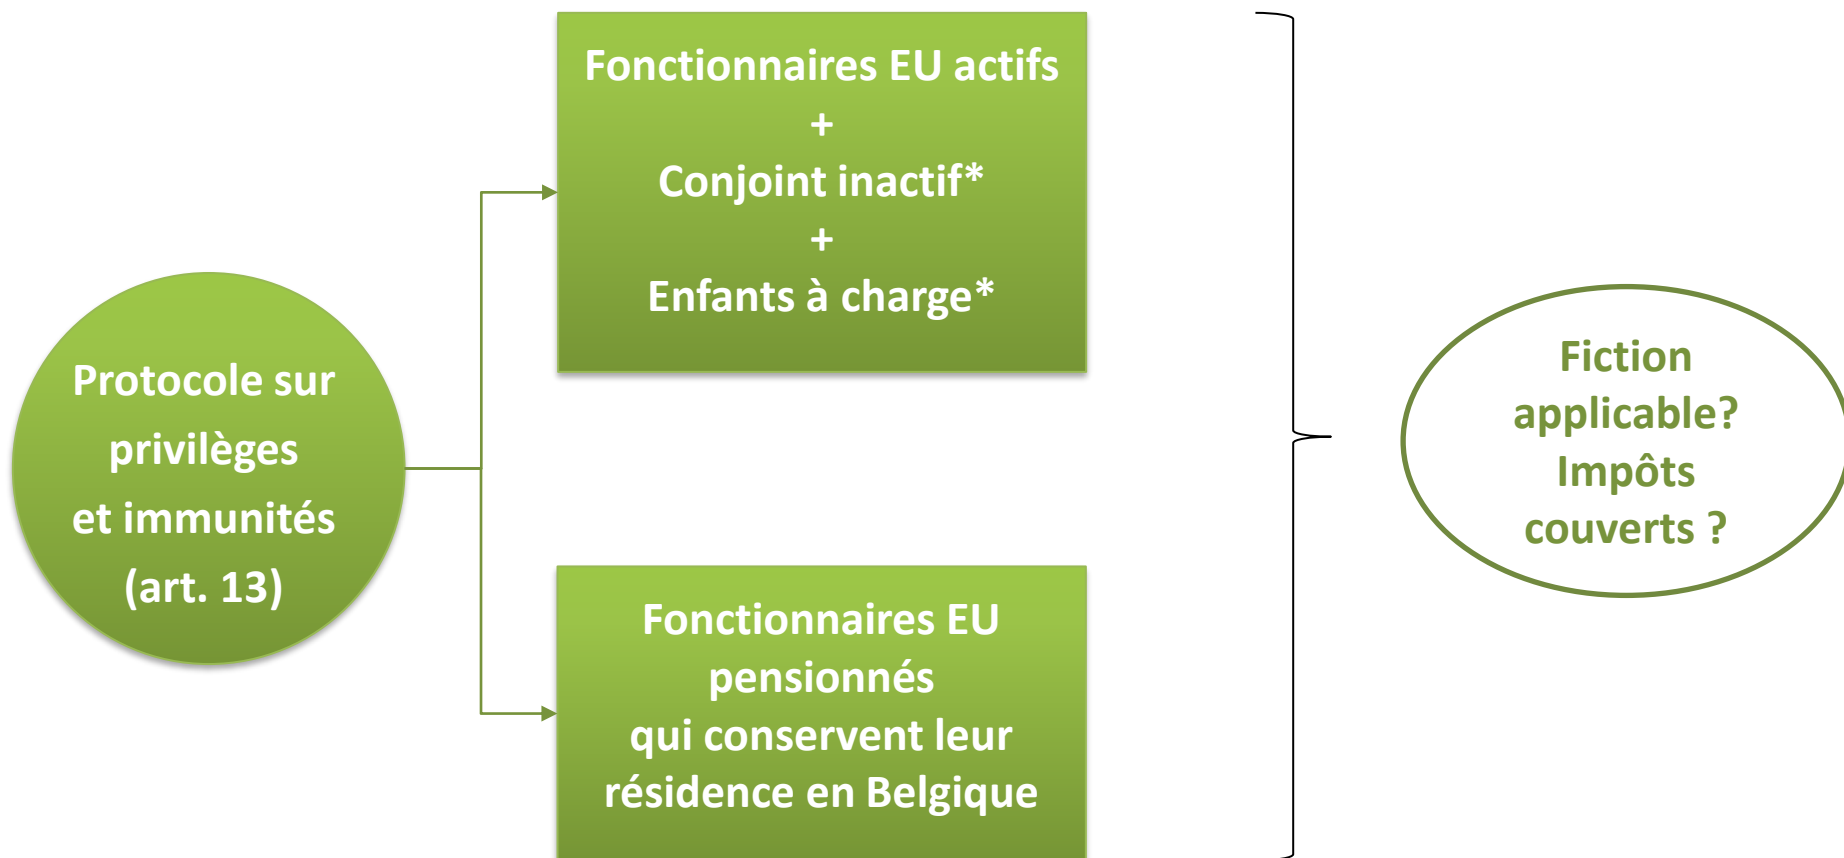 Protocole sur
privilèges
et immunités
(art. 13)
Fonctionnaires EU actifs
+
Conjoint inactif*
+
Enfants à charge*
Fonctionnaires EU
pensionnés
qui conservent leur
résidence en Belgique
Fiction
applicable?
Impôts
couverts ?